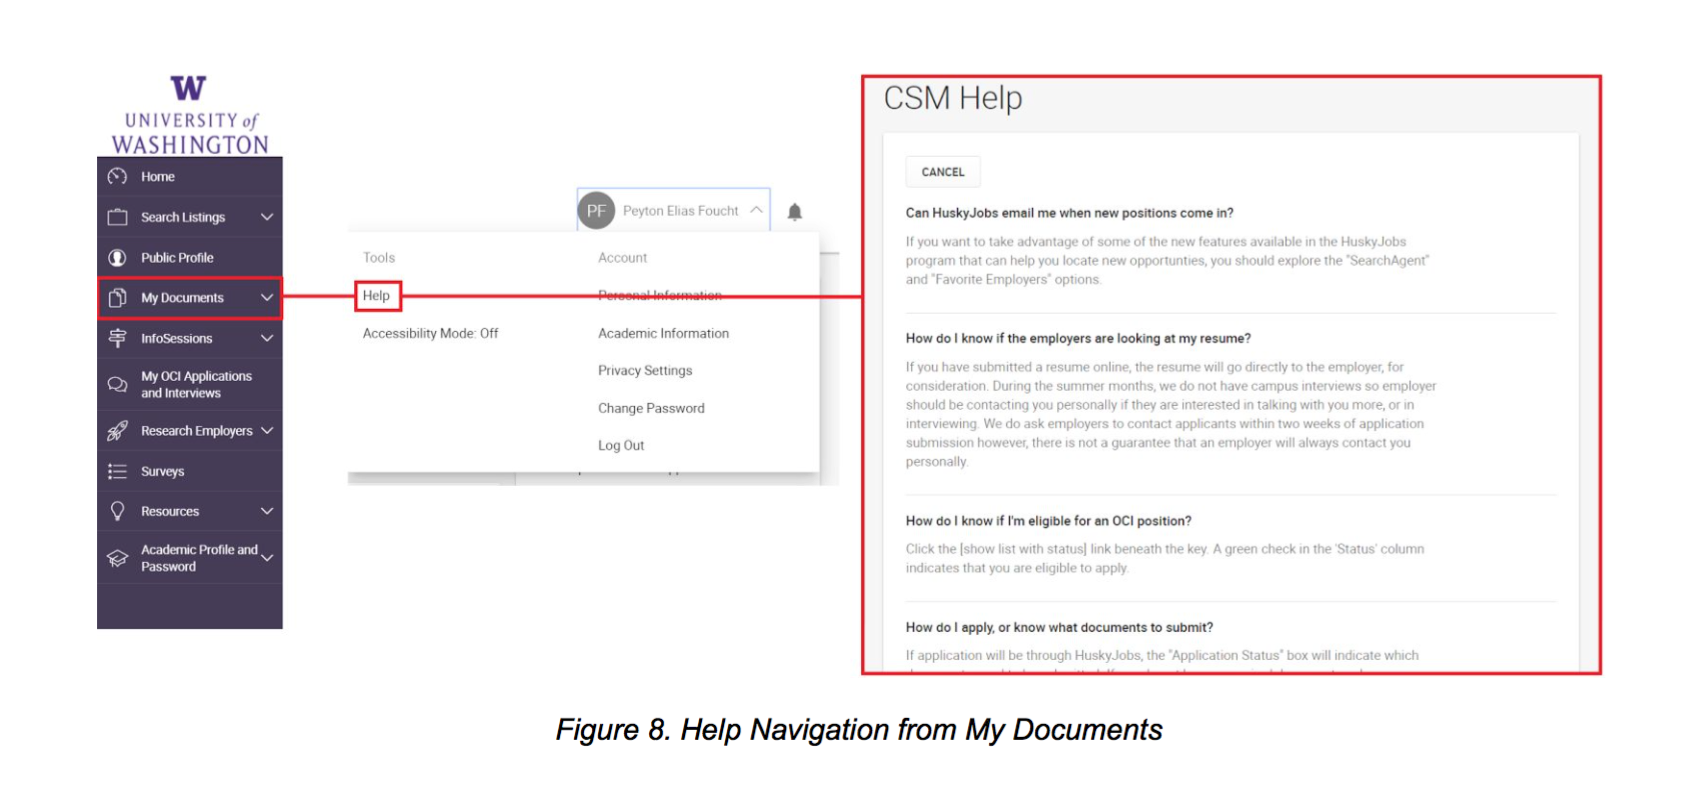 W
UNIVERSITY of
WASHINGTON
Home
Search Listings
Public Profile
My Documents
InfoSessions
My OCI Applications
and Interviews
Research Employers
Surveys
Resources
Academic Profile and
Password
PF Peyton Elias Foucht
Tools
Help
Accessibility Mode: Off
Account
Personal Information
Academic Information
Privacy Settings
Change Password
Log Out
CSM Help
CANCEL
Can HuskyJobs email me when new positions come in?
If you want to take advantage of some of the new features available in the HuskyJobs
program that can help you locate new opportunties, you should explore the "SearchAgent"
and "Favorite Employers" options.
How do I know if the employers are looking at my resume?
If you have submitted a resume online, the resume will go directly to the employer, for
consideration. During the summer months, we do not have campus interviews so employer
should be contacting you personally if they are interested in talking with you more, or in
interviewing. We do ask employers to contact applicants within two weeks of application
submission however, there is not a guarantee that an employer will always contact you
personally.
How do I know if I'm eligible for an OCI position?
Click the [show list with status] link beneath the key. A green check in the 'Status' column
indicates that you are eligible to apply.
How do I apply, or know what documents to submit?
If application will be through HuskyJobs, the "Application Status" box will indicate which
Figure 8. Help Navigation from My Documents